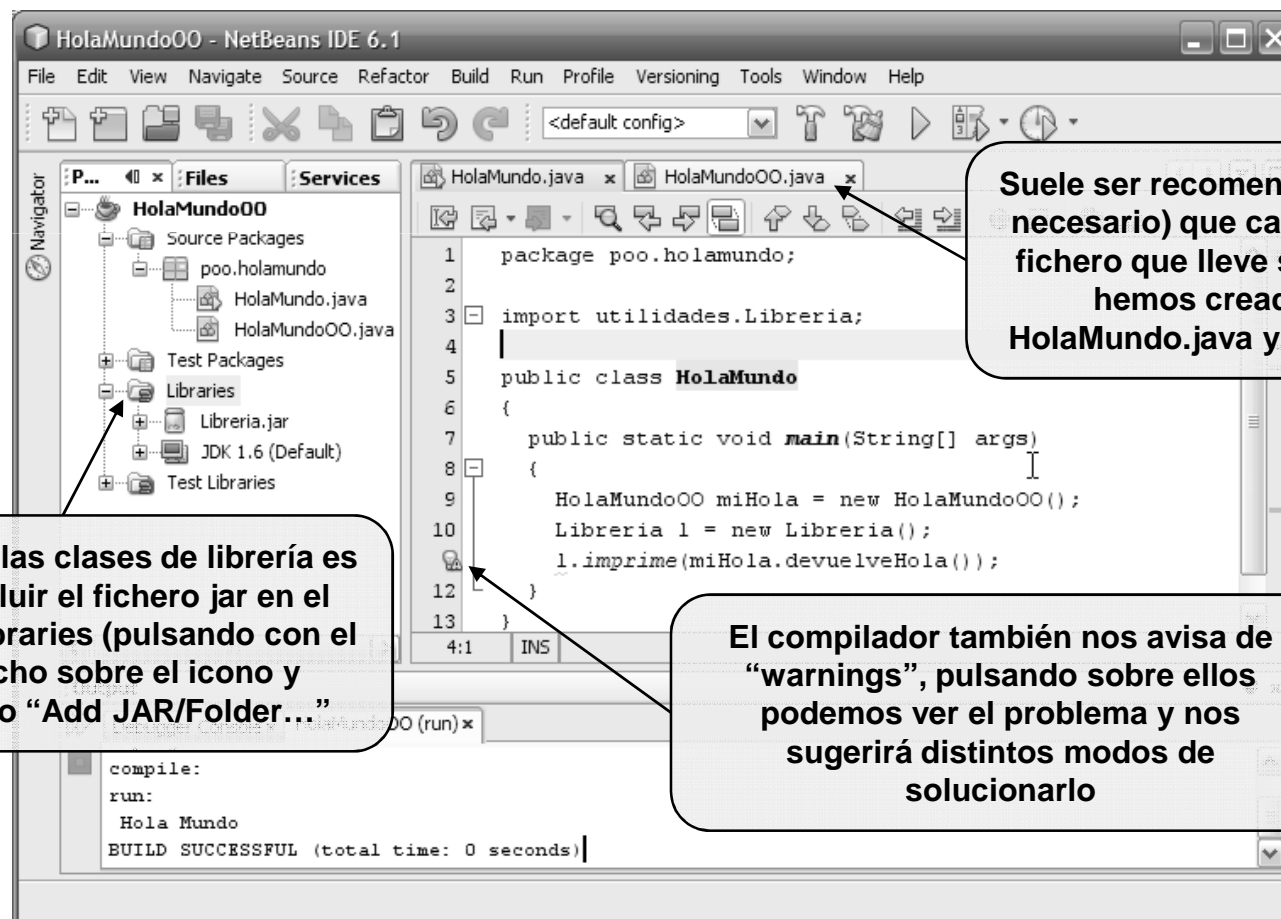 HolaMundoOO - NetBeans IDE 6.1
File Edit View Navigate Source Refactor Build Run Profile Versioning Tools Window Help
<default config>
Navigator
P... Files Services
HolaMundoOO
Source Packages
poo.holamundo
HolaMundo.java
HolaMundoOO.java
Test Packages
Libraries
Libreria.jar
JDK 1.6 (Default)
Test Libraries
HolaMundo.java x HolaMundoOO.java x
1 package poo.holamundo;
2
3 import utilidades.Libreria;
4
5 public class HolaMundo
6 {
7 public static void main(String[] args)
8 {
9 HolaMundoOO miHola = new HolaMundoOO();
10 Libreria l = new Libreria();
l.imprime(miHola.devuelveHola());
12 }
13 }
4:1 INS
Suele ser recomen
necesario) que ca
fichero que lleve s
hemos crea
HolaMundo.java y
las clases de librería es
luir el fichero jar en el
braries (pulsando con el
cho sobre el icono y
o “Add JAR/Folder…”
El compilador también nos avisa de
“warnings”, pulsando sobre ellos
podemos ver el problema y nos
sugerirá distintos modos de
solucionarlo
OO (run) x
compile:
run:
Hola Mundo
BUILD SUCCESSFUL (total time: 0 seconds)